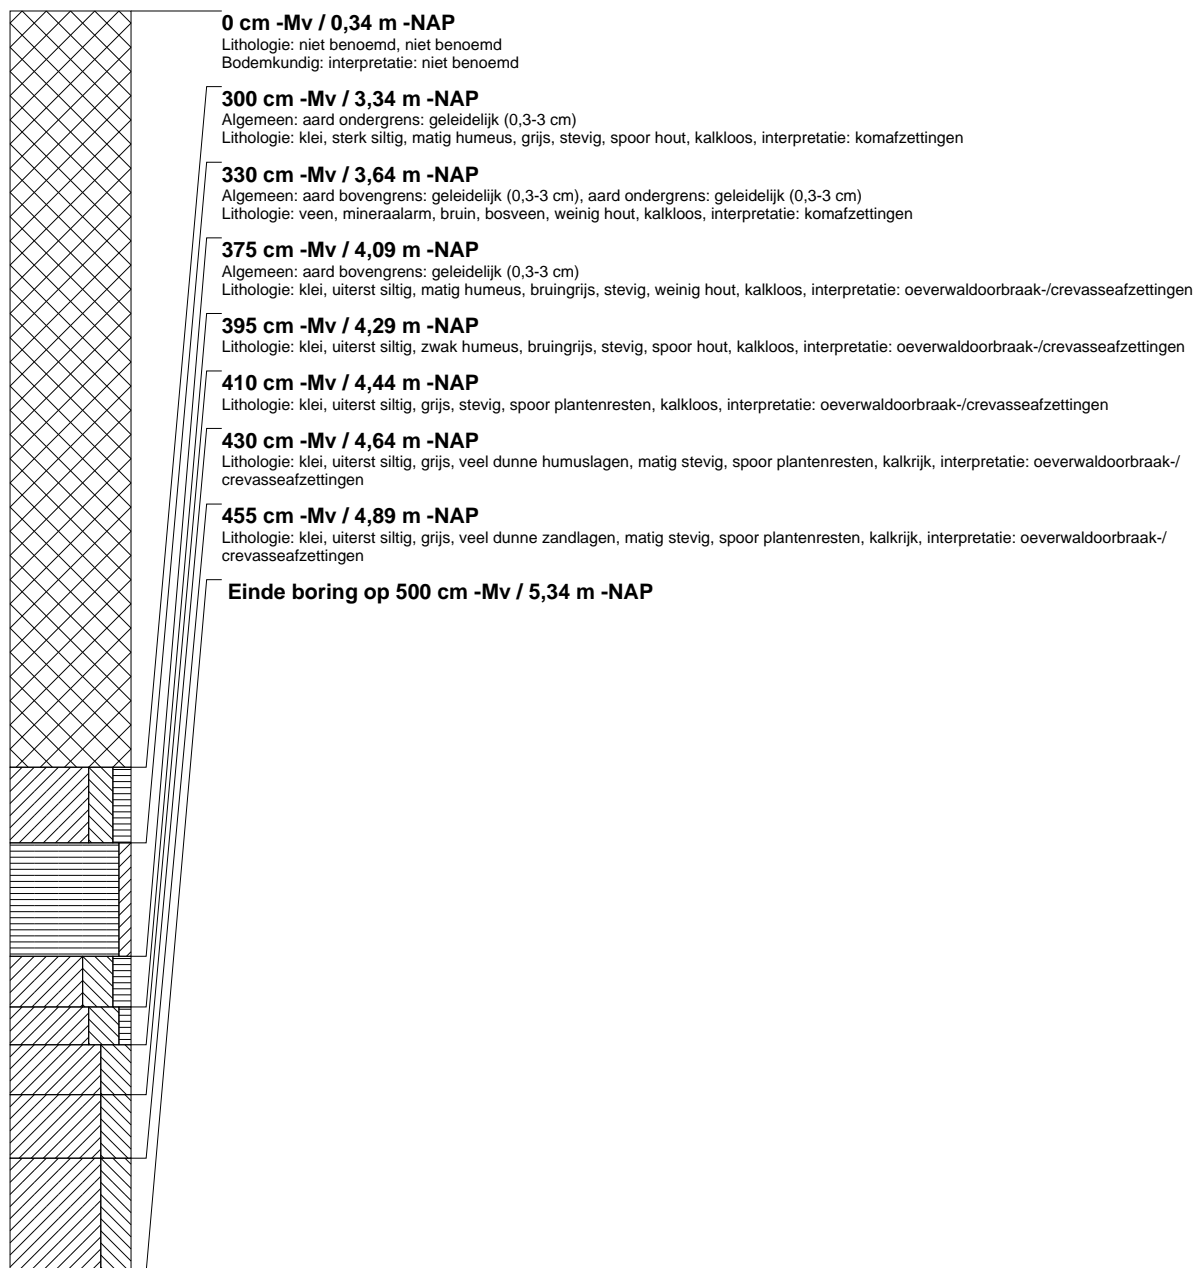 0 cm -Mv / 0,34 m -NAP
Lithologie: niet benoemd, niet benoemd
Bodemkundig: interpretatie: niet benoemd
300 cm -Mv / 3,34 m -NAP
Algemeen: aard ondergrens: geleidelijk (0,3-3 cm)
Lithologie: klei, sterk siltig, matig humeus, grijs, stevig, spoor hout, kalkloos, interpretatie: komafzettingen
330 cm -Mv / 3,64 m -NAP
Algemeen: aard bovengrens: geleidelijk (0,3-3 cm), aard ondergrens: geleidelijk (0,3-3 cm)
Lithologie: veen, mineraalarm, bruin, bosveen, weinig hout, kalkloos, interpretatie: komafzettingen
375 cm -Mv / 4,09 m -NAP
Algemeen: aard bovengrens: geleidelijk (0,3-3 cm)
Lithologie: klei, uiterst siltig, matig humeus, bruingrijs, stevig, weinig hout, kalkloos, interpretatie: oeverwaldoorbraak-/crevasseafzettingen
395 cm -Mv / 4,29 m -NAP
Lithologie: klei, uiterst siltig, zwak humeus, bruingrijs, stevig, spoor hout, kalkloos, interpretatie: oeverwaldoorbraak-/crevasseafzettingen
410 cm -Mv / 4,44 m -NAP
Lithologie: klei, uiterst siltig, grijs, stevig, spoor plantenresten, kalkloos, interpretatie: oeverwaldoorbraak-/crevasseafzettingen
430 cm -Mv / 4,64 m -NAP
Lithologie: klei, uiterst siltig, grijs, veel dunne humuslagen, matig stevig, spoor plantenresten, kalkrijk, interpretatie: oeverwaldoorbraak-/
crevasseafzettingen
455 cm -Mv / 4,89 m -NAP
Lithologie: klei, uiterst siltig, grijs, veel dunne zandlagen, matig stevig, spoor plantenresten, kalkrijk, interpretatie: oeverwaldoorbraak-/
crevasseafzettingen
Einde boring op 500 cm -Mv / 5,34 m -NAP